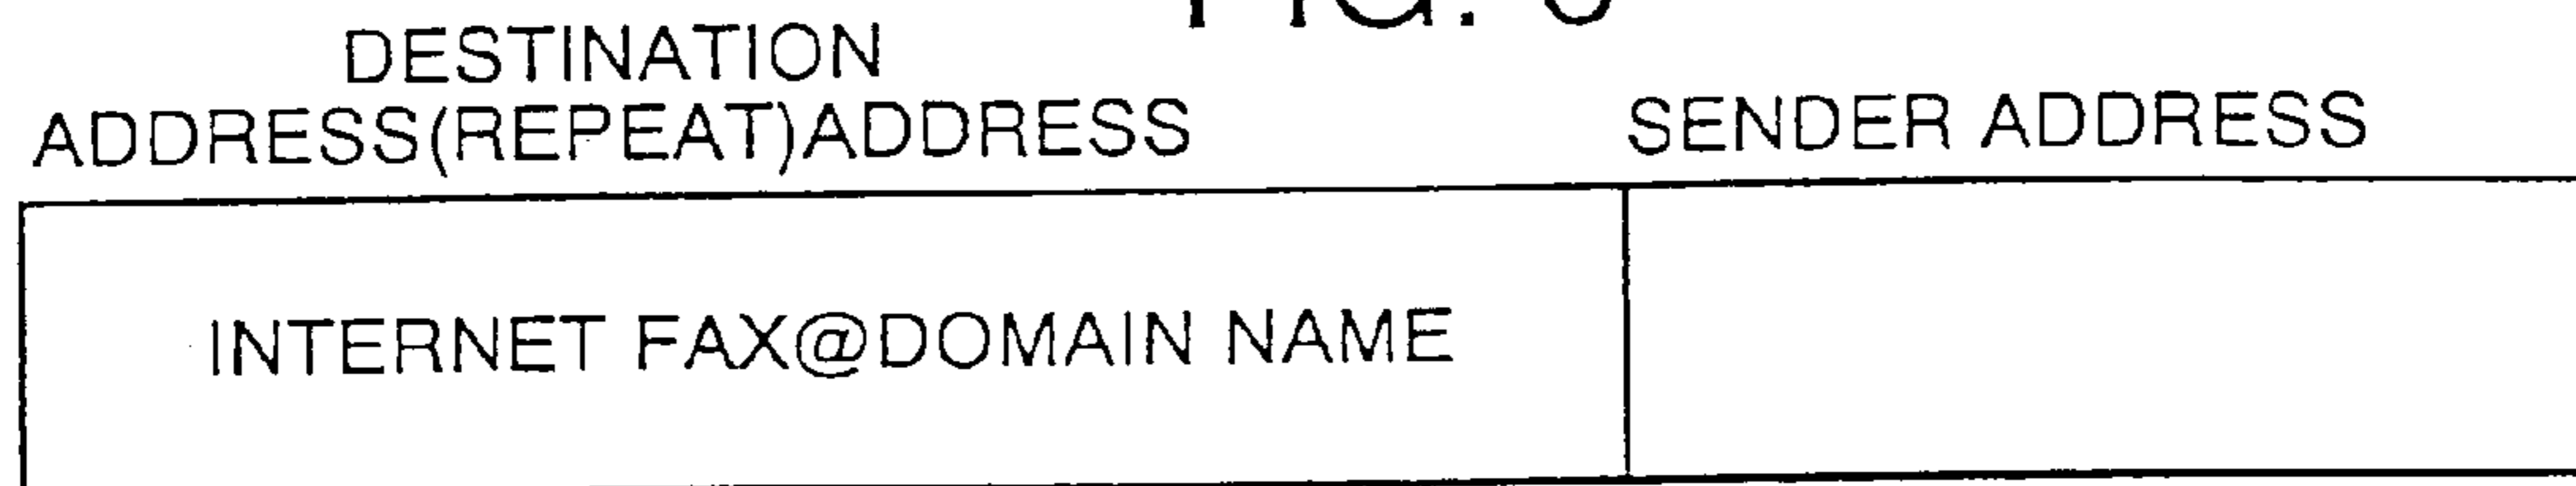 DESTINATION
ADDRESS(REPEAT)ADDRESS
SENDER ADDRESS
INTERNET FAX@DOMAIN NAME